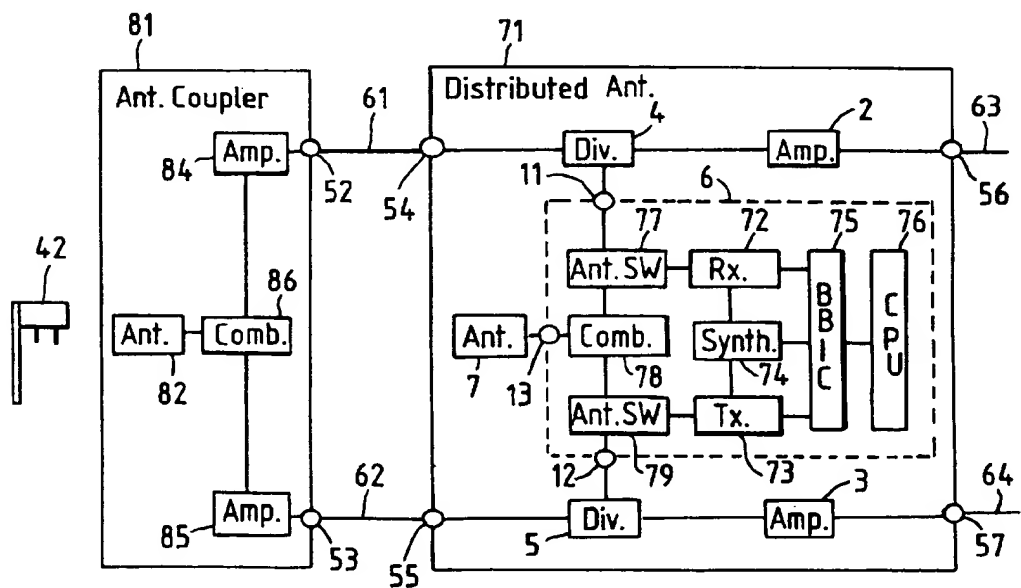 81
71
Ant. Coupler
61
Distributed Ant.
4
2
63
Amp.
Div.
Amp.
84
52
54
11
6
56
77
72
75
76
42
86
Ant. SW
Rx.
BBIC
CPU
Ant.
Comb.
Ant.
Comb.
Synth.
82
7
13
78
74
Ant. SW
Tx.
62
12
79
73
3
64
Amp.
Div.
Amp.
85
53
55
5
57